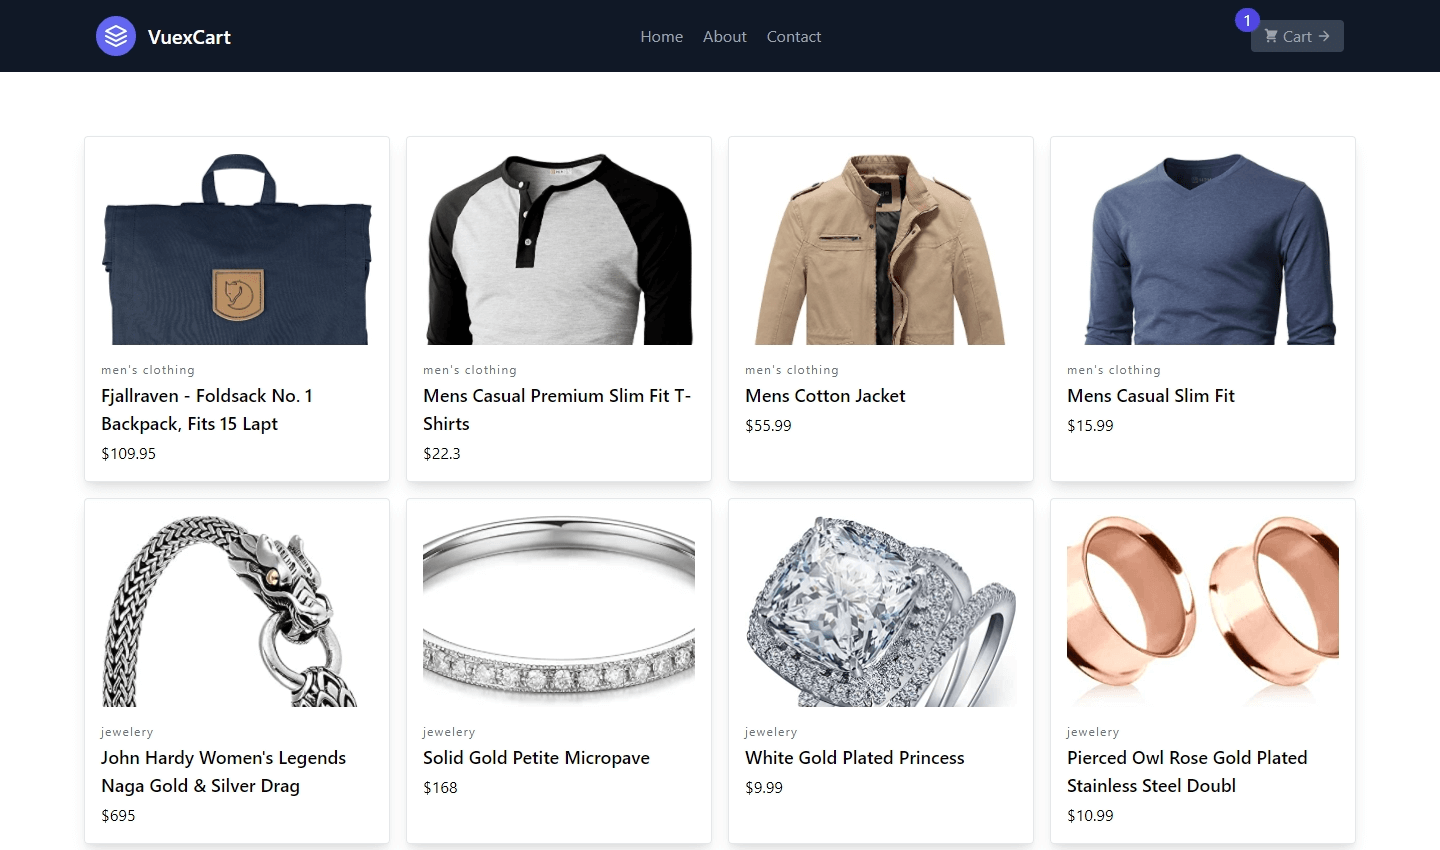 VuexCart
Home About Contact
1
Cart
men's clothing
Fjallraven - Foldsack No. 1
Backpack, Fits 15 Lapt
$109.95
men's clothing
Mens Casual Premium Slim Fit T-
Shirts
$22.3
men's clothing
Mens Cotton Jacket
$55.99
men's clothing
Mens Casual Slim Fit
$15.99
jewelery
John Hardy Women's Legends
Naga Gold & Silver Drag
$695
jewelery
Solid Gold Petite Micropave
$168
jewelery
White Gold Plated Princess
$9.99
jewelery
Pierced Owl Rose Gold Plated
Stainless Steel Doubl
$10.99